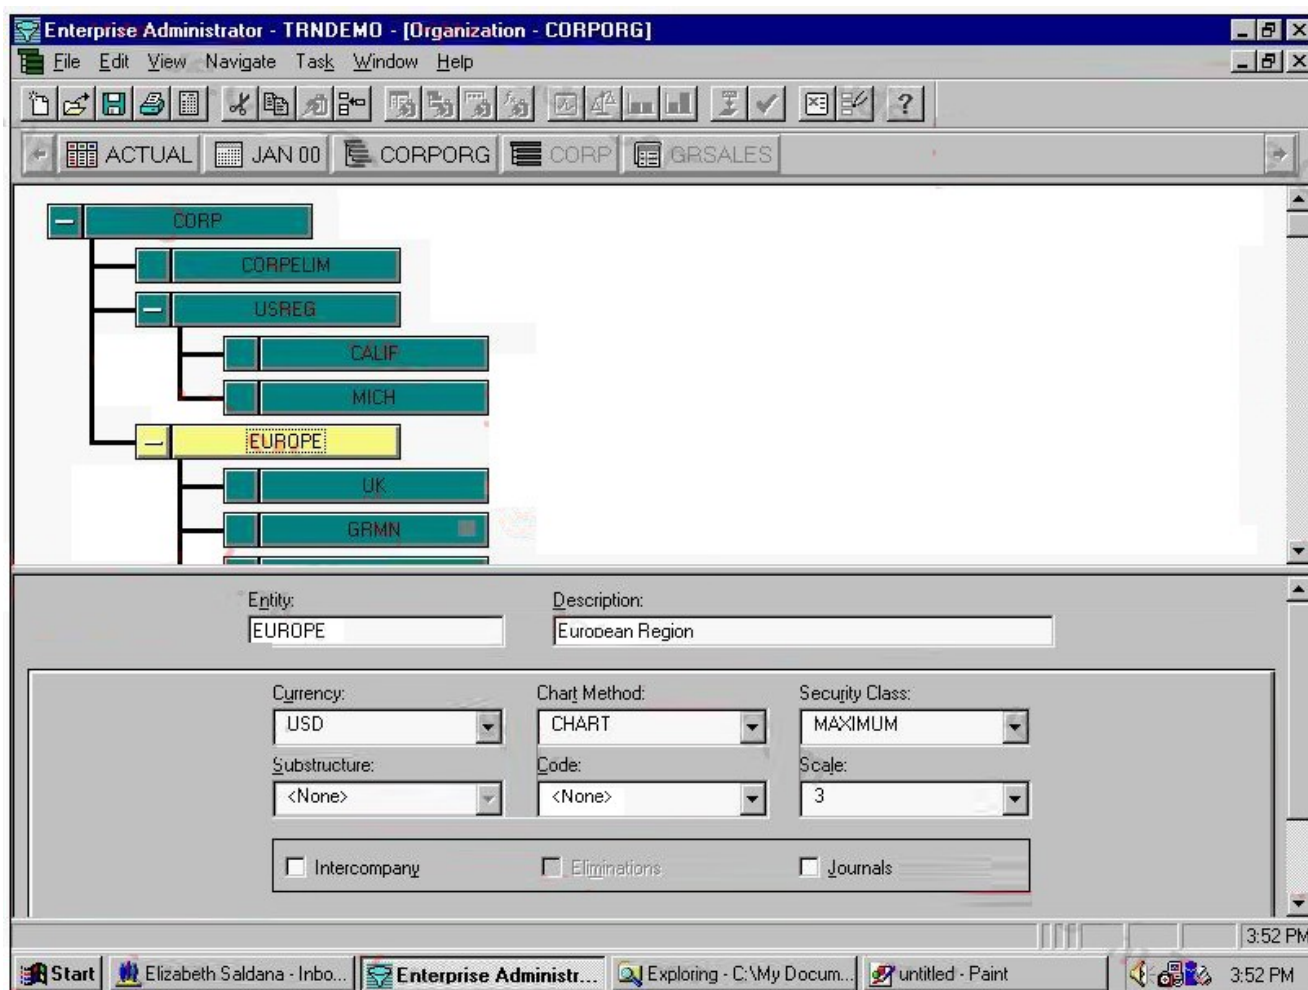 Enterprise Administrator - TRNDEMO - [Organization - CORPORG]
File Edit View Navigate Task Window Help
ACTUAL JAN 00 CORPORG CORP GRSALES
CORP
CORPELIM
USREG
CALIF
MICH
EUROPE
UK
GRMN
Entity: Description:
EUROPE European Region
Currency: Chart Method: Security Class:
USD CHART MAXIMUM
Substructure: Code: Scale:
<None> <None> 3
Intercompany Eliminations Journals
3:52 PM
Start Elizabeth Saldana - Inbo... Enterprise Administr... Exploring - C:\My Docum... untitled - Paint 3:52 PM